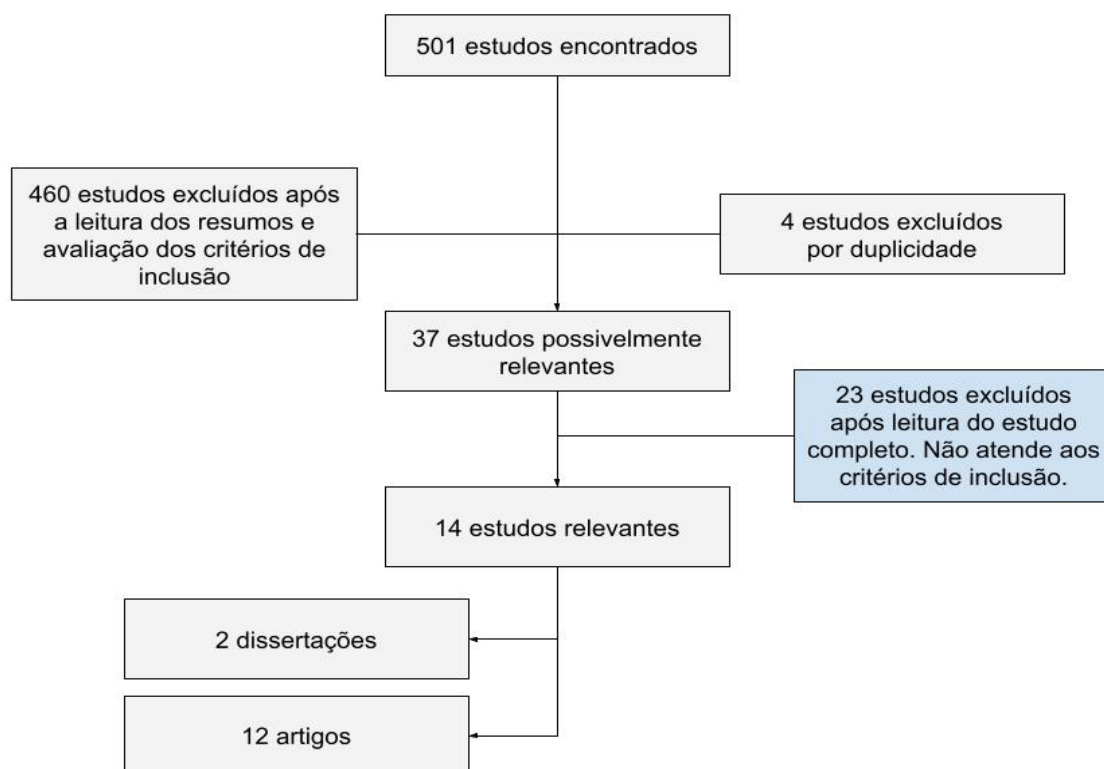 501 estudos encontrados
460 estudos excluídos após
a leitura dos resumos e
avaliação dos critérios de
inclusão
4 estudos excluídos
por duplicidade
37 estudos possivelmente
relevantes
23 estudos excluídos
após leitura do estudo
completo. Não atende aos
critérios de inclusão.
14 estudos relevantes
2 dissertações
12 artigos